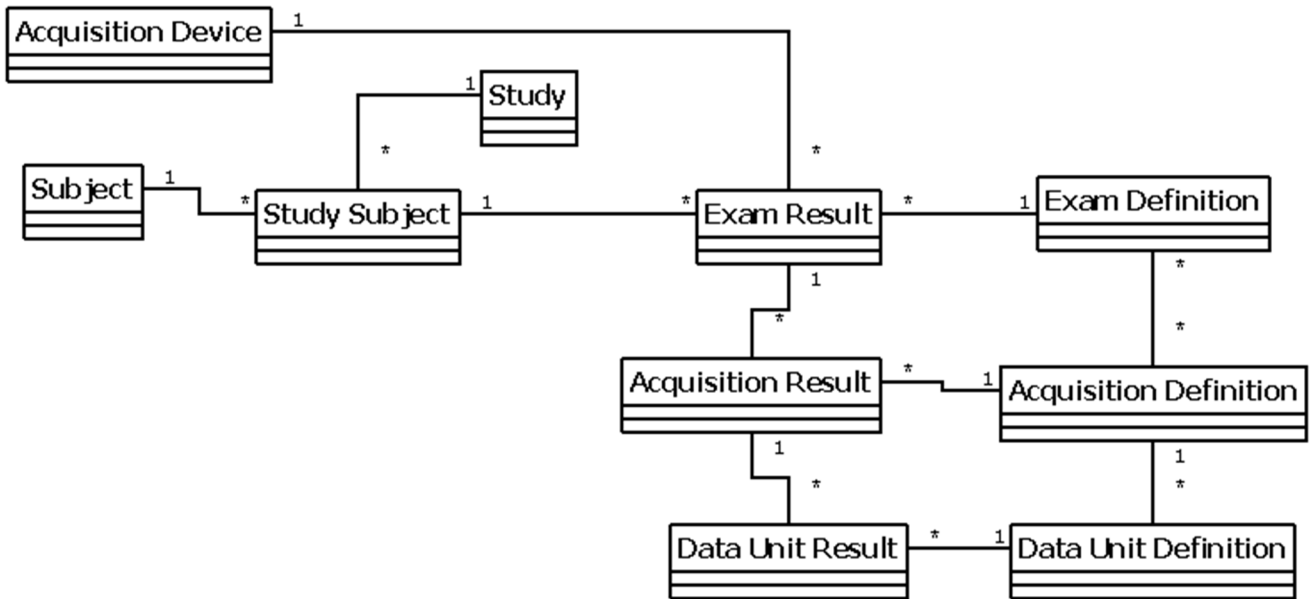 Acquisition Device
1
1
Study
*
*
Subject
1
*
Study Subject
1
*
Exam Result
*
1
Exam Definition
1
*
*
*
Acquisition Result
*
1
Acquisition Definition
1
*
1
*
Data Unit Result
*
1
Data Unit Definition